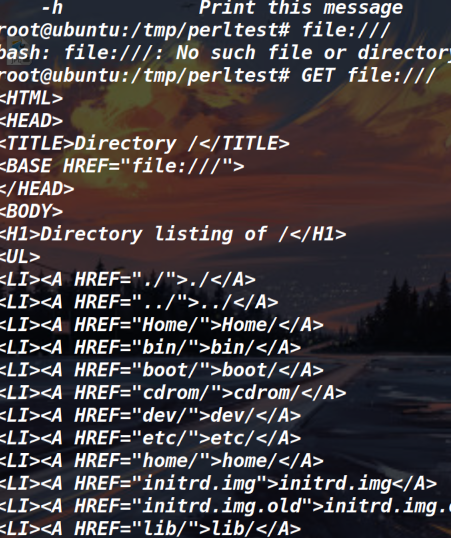 -h Print this message
root@ubuntu:/tmp/perltest# file:///
bash: file:///: No such file or directory
root@ubuntu:/tmp/perltest# GET file:///
<HTML>
<HEAD>
<TITLE>Directory /</TITLE>
<BASE HREF="file:///">
</HEAD>
<BODY>
<H1>Directory listing of /</H1>
<UL>
<LI><A HREF="./">./</A>
<LI><A HREF="../">../</A>
<LI><A HREF="Home/">Home/</A>
<LI><A HREF="bin/">bin/</A>
<LI><A HREF="boot/">boot/</A>
<LI><A HREF="cdrom/">cdrom/</A>
<LI><A HREF="dev/">dev/</A>
<LI><A HREF="etc/">etc/</A>
<LI><A HREF="home/">home/</A>
<LI><A HREF="initrd.img">initrd.img</A>
<LI><A HREF="initrd.img.old">initrd.img.
<LI><A HREF="lib/">lib/</A>